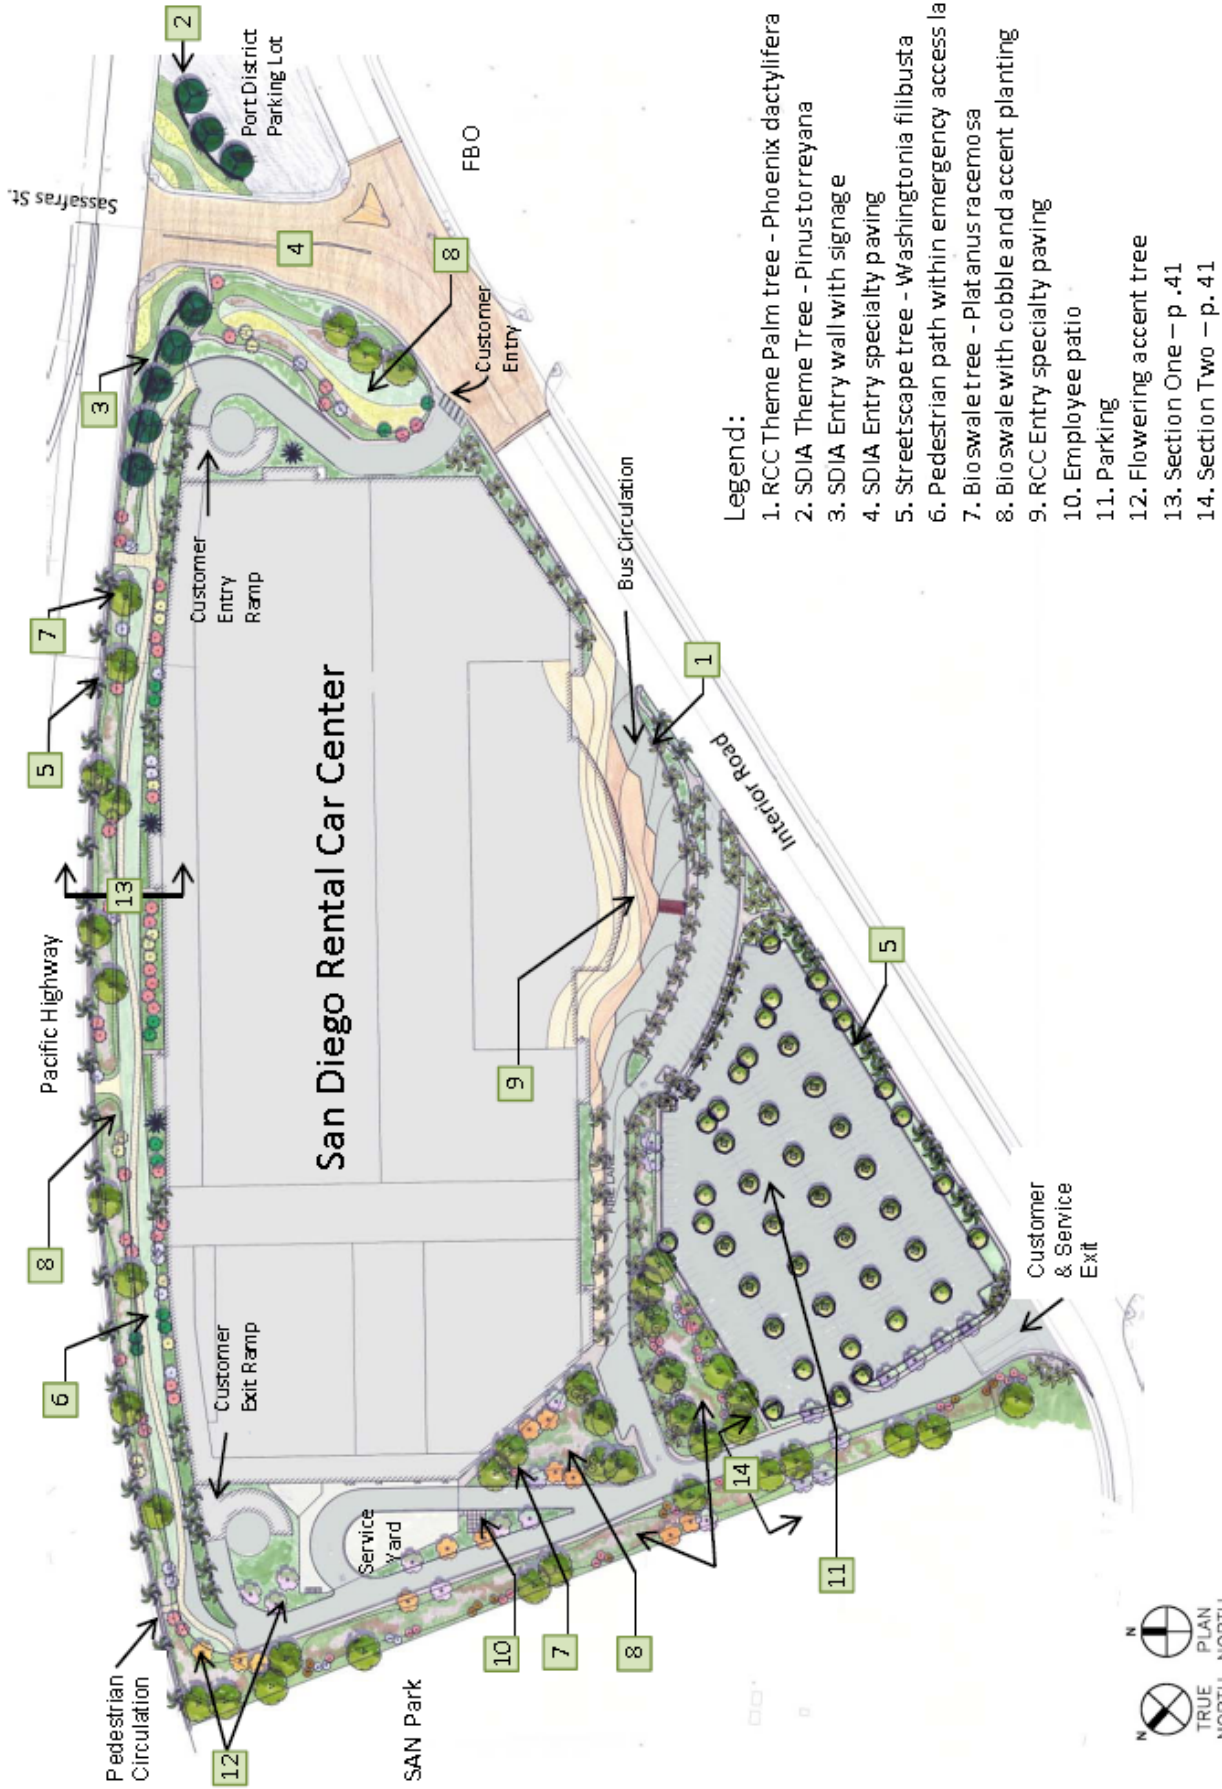 Sassafras St.
2
Port District
Parking Lot
FBO
4
8
Customer
Entry
3
7
5
Customer
Entry
Ramp
Bus Circulation
1
Interior Road
Pacific Highway
13
San Diego Rental Car Center
9
5
8
6
Customer
Exit Ramp
FIRE LANE
Customer
& Service
Exit
Service
Yard
14
11
10
7
8
Pedestrian
Circulation
12
SAN Park
Legend:
1. RCC Theme Palm tree - Phoenix dactylifera
2. SDIA Theme Tree - Pinus torreyana
3. SDIA Entry wall with signage
4. SDIA Entry specialty paving
5. Streetscape tree - Washingtonia filibusta
6. Pedestrian path within emergency access la
7. Bioswale tree - Platanus racemosa
8. Bioswale with cobble and accent planting
9. RCC Entry specialty paving
10. Employee patio
11. Parking
12. Flowering accent tree
13. Section One – p.41
14. Section Two – p. 41
N
TRUE
NORTH
N
PLAN
NORTH